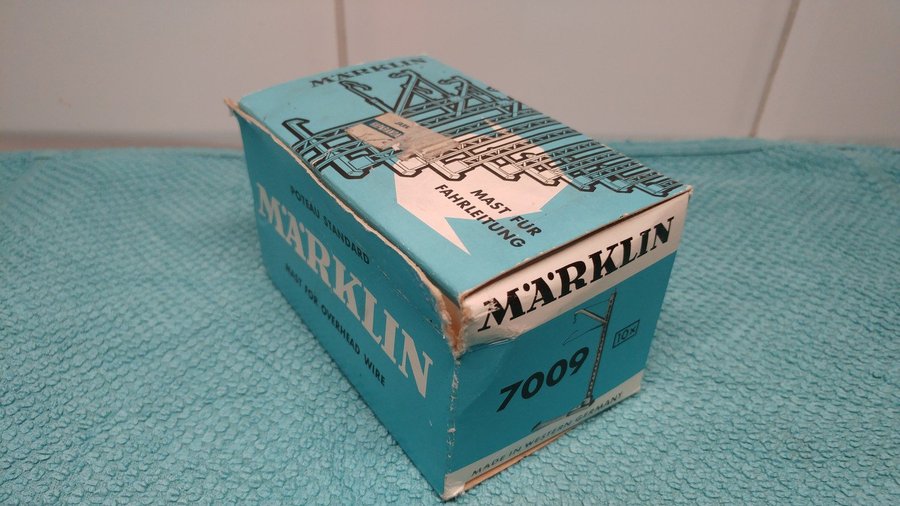 MÄRKLIN
MAST FÜR
FAHRLEITUNG
POTEAU STANDARD
MÄRKLIN
MAST FOR OVERHEAD WIRE
MÄRKLIN
7009
10x
MADE IN WESTERN GERMANY